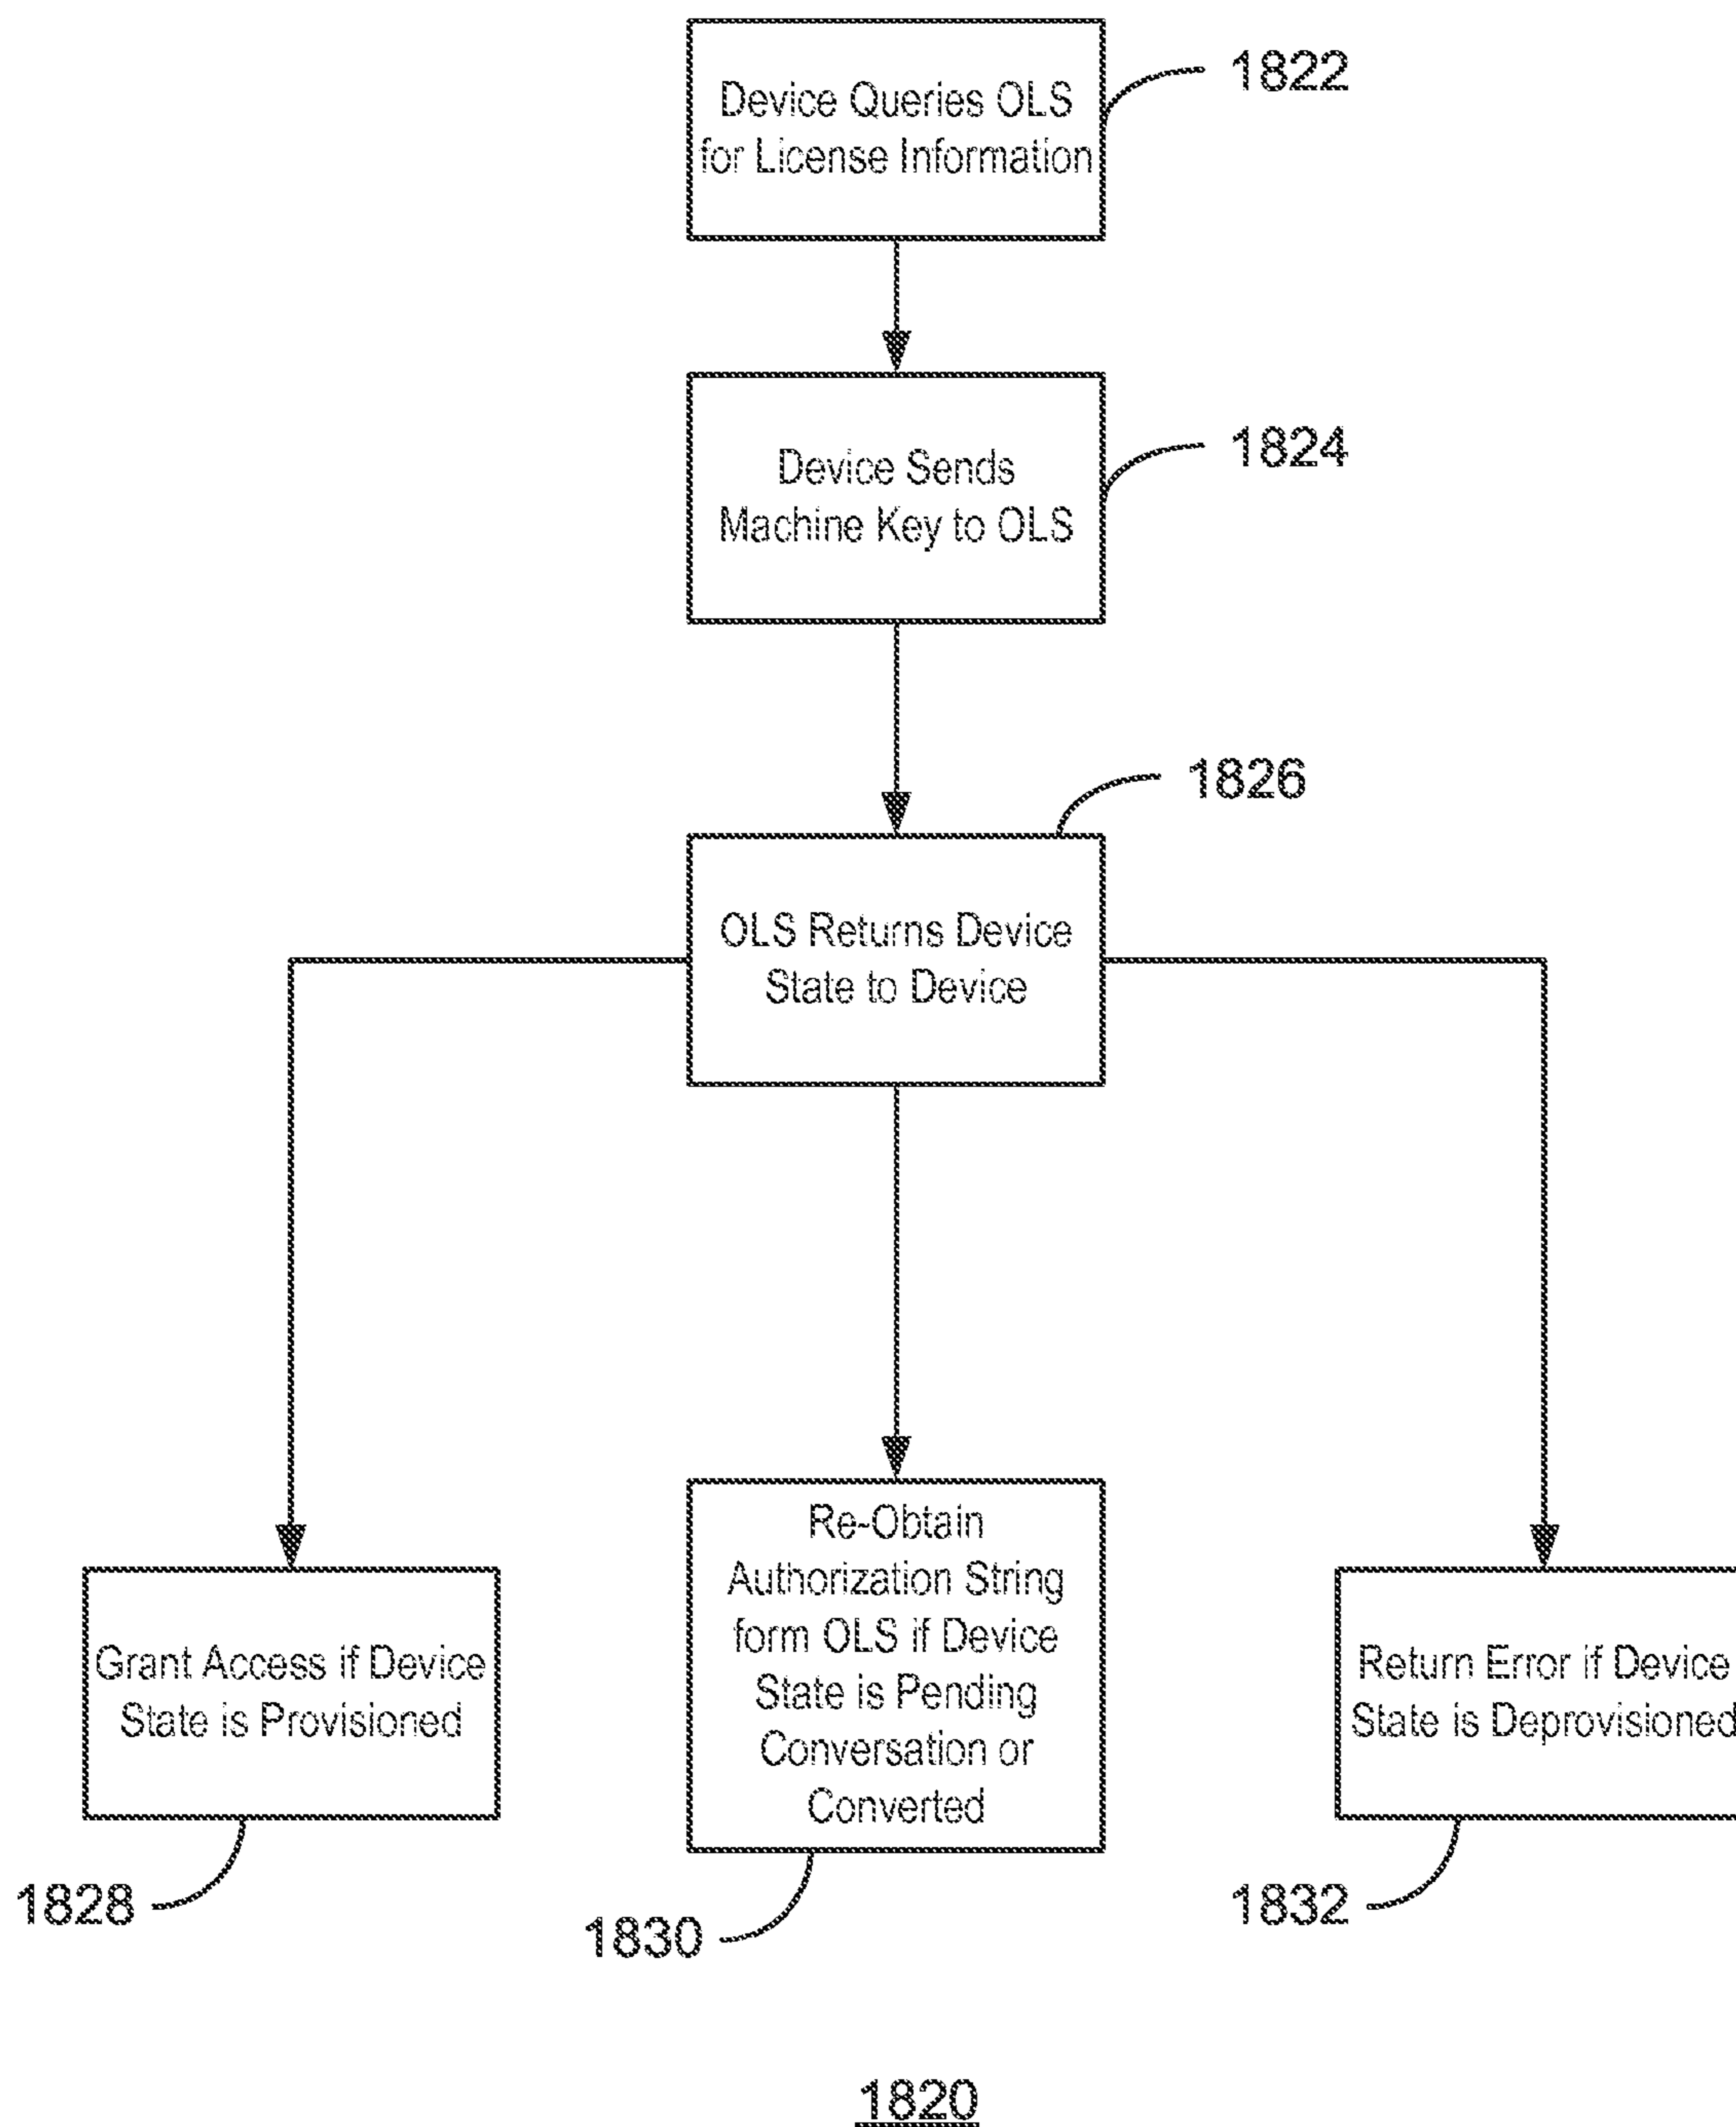 Device Queries OLS
for License Information
1822
Device Sends
Machine Key to OLS
1824
1826
OLS Returns Device
State to Device
Grant Access if Device
State is Provisioned
1828
Re-Obtain
Authorization String
form OLS if Device
State is Pending
Conversation or
Converted
1830
Return Error if Device
State is Deprovisioned
1832
1820